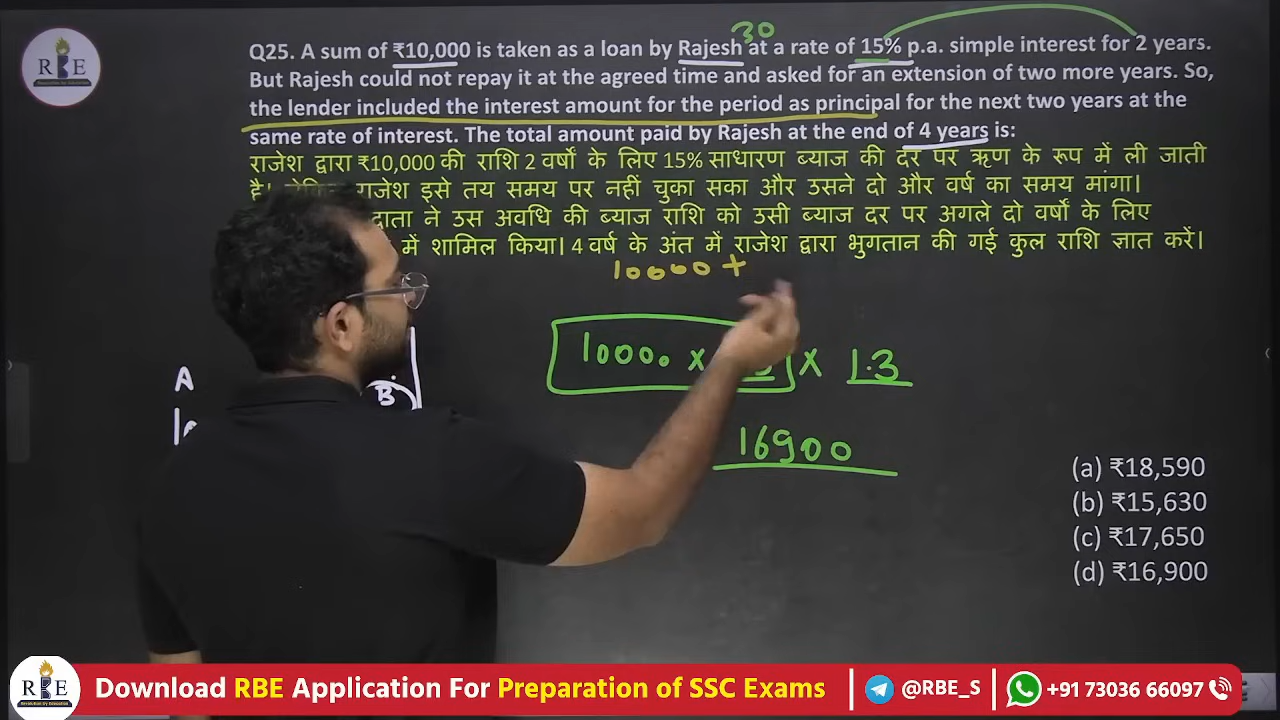 RBE
30
Q25. A sum of ₹10,000 is taken as a loan by Rajesh at a rate of 15% p.a. simple interest for 2 years.
But Rajesh could not repay it at the agreed time and asked for an extension of two more years. So,
the lender included the interest amount for the period as principal for the next two years at the
same rate of interest. The total amount paid by Rajesh at the end of 4 years is:
राजेश द्वारा ₹10,000 की राशि 2 वर्षों के लिए 15% साधारण ब्याज की दर पर ऋण के रूप में ली जाती
राजेश इसे तय समय पर नहीं चुका सका और उसने दो और वर्ष का समय मांगा।
ने उस अवधि की ब्याज राशि को उसी ब्याज दर पर अगले दो वर्षों के लिए
में शामिल किया। 4 वर्ष के अंत में राजेश द्वारा भुगतान की गई कुल राशि ज्ञात करें।
10000 +
10000 x x 1.3
A
B
16900
(a) ₹18,590
(b) ₹15,630
(c) ₹17,650
(d) ₹16,900
RBE
Download RBE Application For Preparation of SSC Exams @RBE_S +91 73036 66097